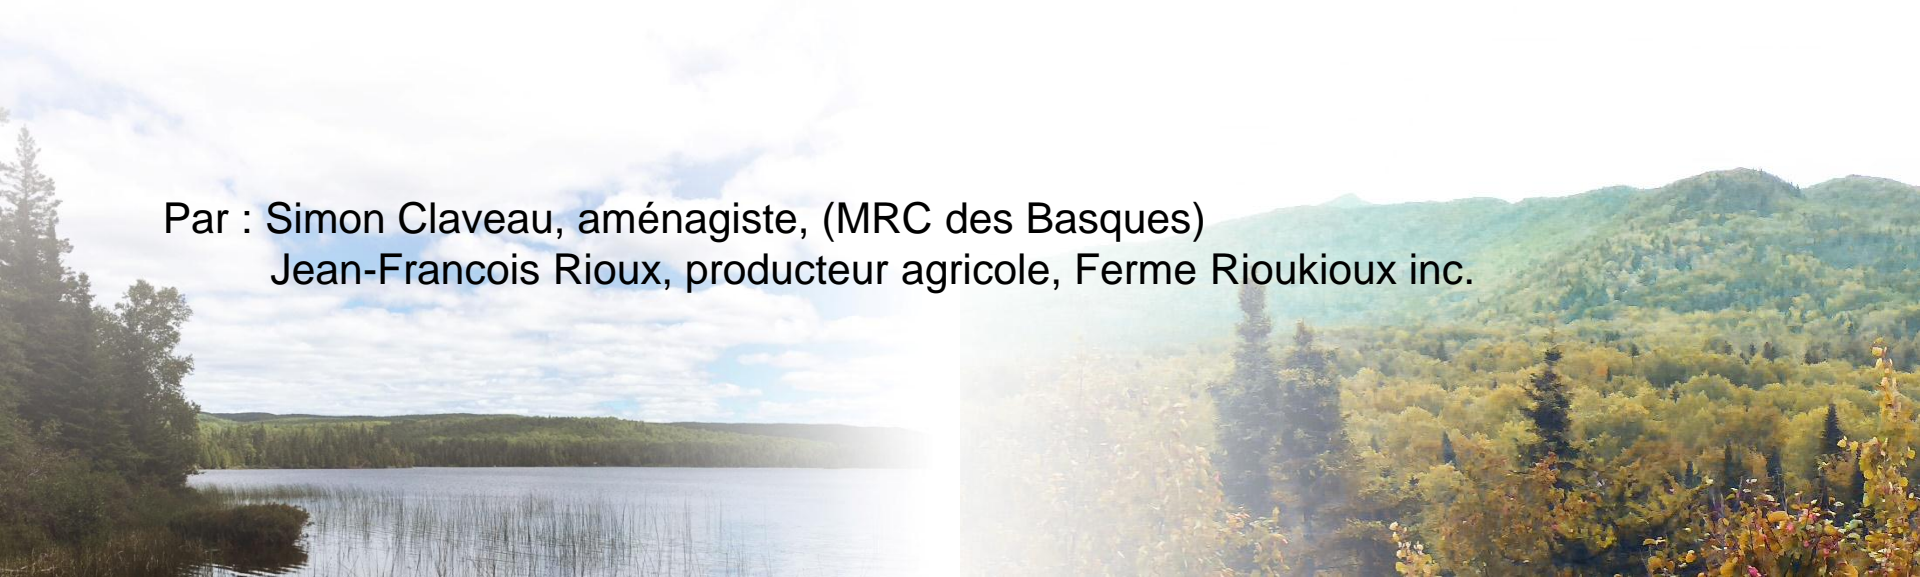 Par : Simon Claveau, aménagiste, (MRC des Basques)
Jean-Francois Rioux, producteur agricole, Ferme Rioukioux inc.